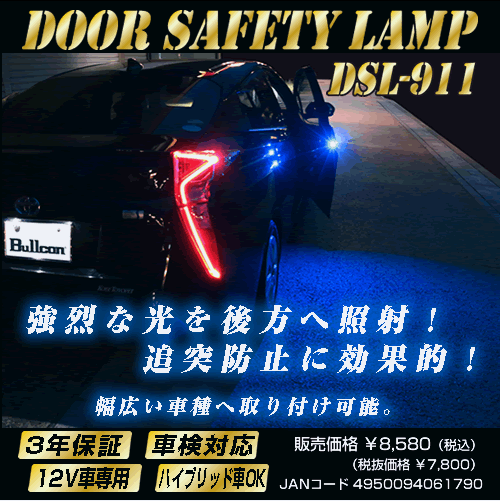 DOOR SAFETY LAMP
DSL-911
Bullcon
強烈な光を後方へ照射！
追突防止に効果的！
幅広い車種へ取り付け可能。
3年保証
車検対応
販売価格 ￥8,580（税込）
（税抜価格 ￥7,800）
12V車専用
ハイブリッド車OK
JANコード 4950094061790